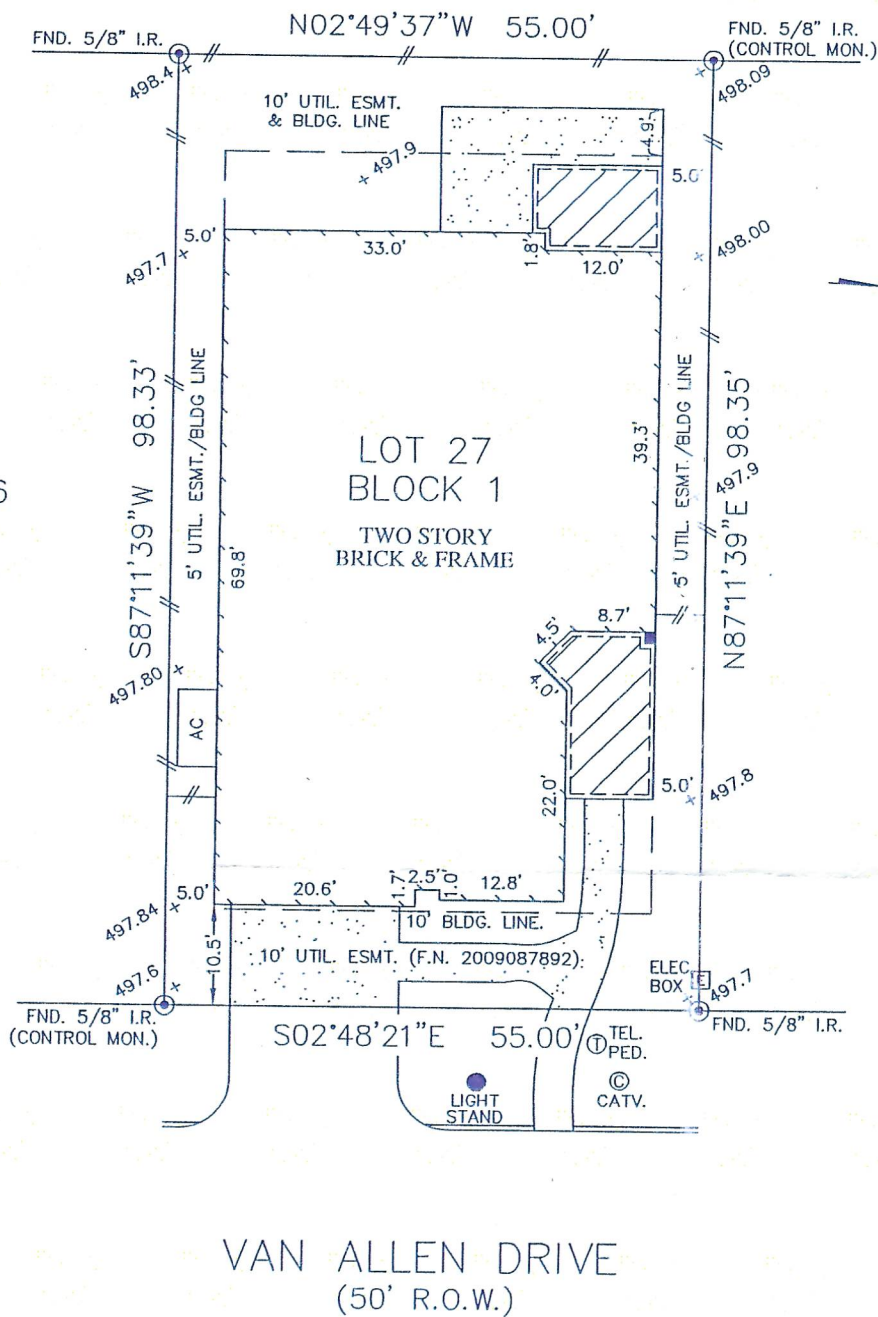 N02°49'37"W 55.00'
FND. 5/8" I.R.
FND. 5/8" I.R.
(CONTROL MON.)
498.4
498.09
10' UTIL. ESMT.
& BLDG. LINE
497.9
4.9'
5.0'
5.0'
33.0'
1.8'
12.0'
497.7
498.00
S87°11'39"W 98.33'
5' UTIL. ESMT./BLDG LINE
69.8'
LOT 27
BLOCK 1
TWO STORY
BRICK & FRAME
39.3'
5' UTIL. ESMT./BLDG LINE
N87°11'39"E 98.35'
497.9
8.7'
4.5'
4.0'
497.80
AC
22.0'
5.0'
497.8
5.0'
20.6'
1.7'
2.5'
1.0'
12.8'
10' BLDG. LINE.
497.84
10.5'
10' UTIL. ESMT. (F.N. 2009087892)
497.6
ELEC
BOX
E
497.7
FND. 5/8" I.R.
(CONTROL MON.)
S02°48'21"E 55.00'
FND. 5/8" I.R.
T
TEL.
PED.
LIGHT
STAND
C
CATV.
VAN ALLEN DRIVE
(50' R.O.W.)